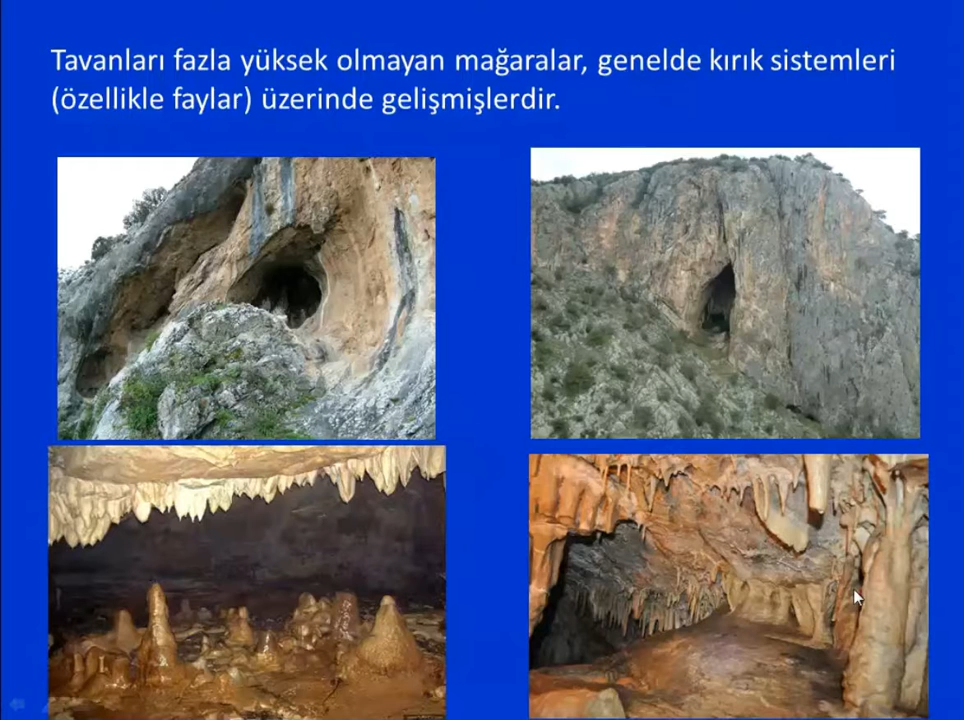 Tavanları fazla yüksek olmayan mağaralar, genelde kırık sistemleri
(özellikle faylar) üzerinde gelişmişlerdir.